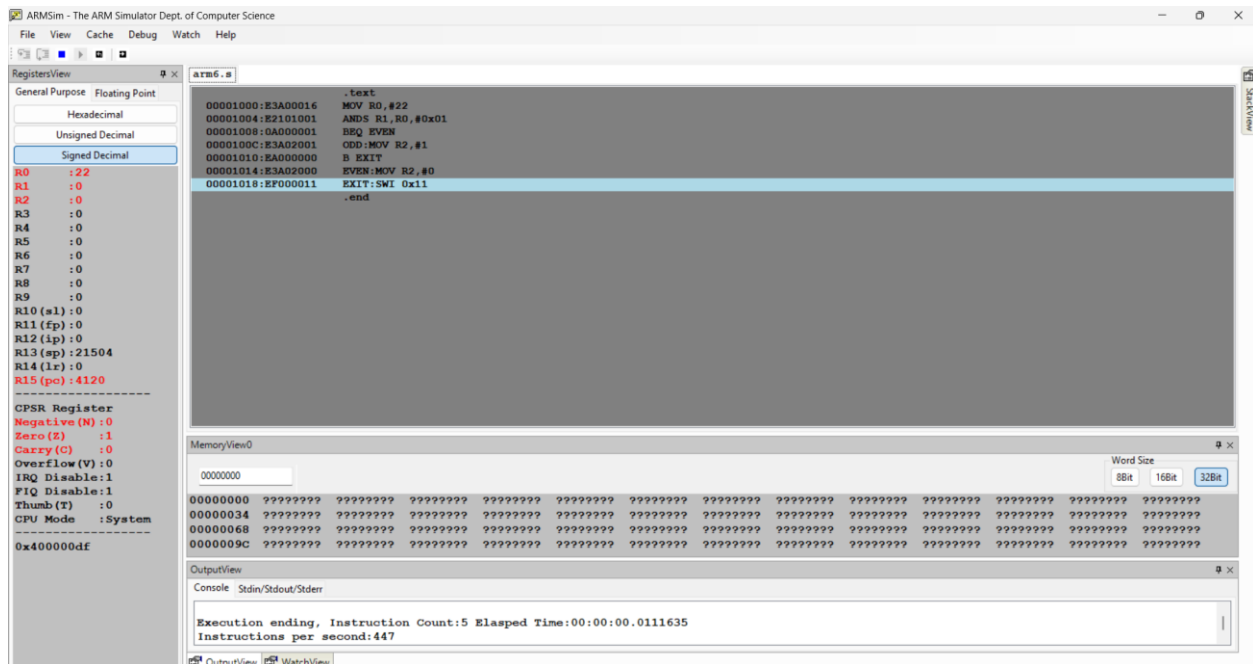 ARMSim - The ARM Simulator Dept. of Computer Science
File View Cache Debug Watch Help
RegistersView
General Purpose Floating Point
Hexadecimal
Unsigned Decimal
Signed Decimal
R0 :22
R1 :0
R2 :0
R3 :0
R4 :0
R5 :0
R6 :0
R7 :0
R8 :0
R9 :0
R10(sl):0
R11(fp):0
R12(ip):0
R13(sp):21504
R14(lr):0
R15(pc):4120
-------------------
CPSR Register
Negative(N):0
Zero(Z) :1
Carry(C) :0
Overflow(V):0
IRQ Disable:1
FIQ Disable:1
Thumb(T) :0
CPU Mode :System
-------------------
0x400000df
arm6.s
.text
00001000:E3A00016 MOV R0,#22
00001004:E2101001 ANDS R1,R0,#0x01
00001008:0A000001 BEQ EVEN
0000100C:E3A02001 ODD:MOV R2,#1
00001010:EA000000 B EXIT
00001014:E3A02000 EVEN:MOV R2,#0
00001018:EF000011 EXIT:SWI 0x11
.end
StackView
MemoryView0
Word Size
00000000
8Bit 16Bit 32Bit
00000000 ???????? ???????? ???????? ???????? ???????? ???????? ???????? ???????? ???????? ???????? ???????? ???????? ????????
00000034 ???????? ???????? ???????? ???????? ???????? ???????? ???????? ???????? ???????? ???????? ???????? ???????? ????????
00000068 ???????? ???????? ???????? ???????? ???????? ???????? ???????? ???????? ???????? ???????? ???????? ???????? ????????
0000009C ???????? ???????? ???????? ???????? ???????? ???????? ???????? ???????? ???????? ???????? ???????? ???????? ????????
OutputView
Console Stdin/Stdout/Stderr
Execution ending, Instruction Count:5 Elasped Time:00:00:00.0111635
Instructions per second:447
OutputView WatchView